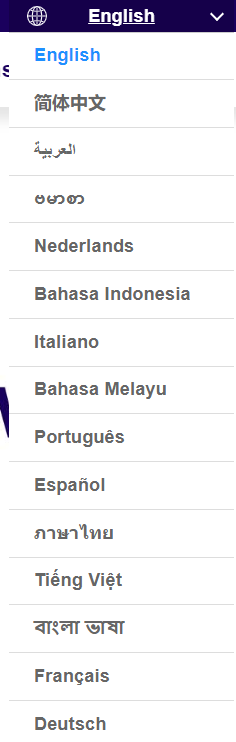 English
English
简体中文
العربية
ဗမာစာ
Nederlands
Bahasa Indonesia
Italiano
Bahasa Melayu
Português
Español
ภาษาไทย
Tiếng Việt
বাংলা ভাষা
Français
Deutsch